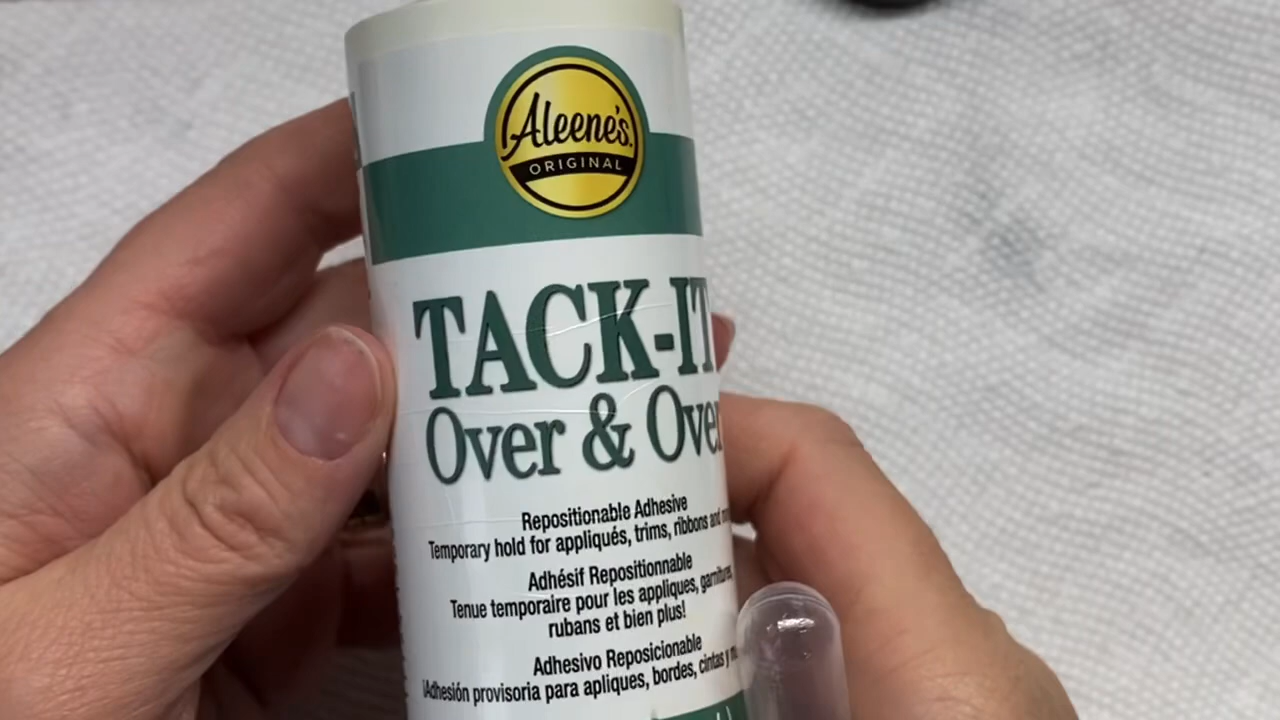 Aleene's
ORIGINAL
TACK-IT
Over & Over
Repositionable Adhesive
Temporary hold for appliqués, trims, ribbons and
Adhésif Repositionnable
Tenue temporaire pour les appliques, garnitures,
rubans et bien plus!
Adhesivo Reposicionable
¡Adhesión provisoria para apliques, bordes, cintas y